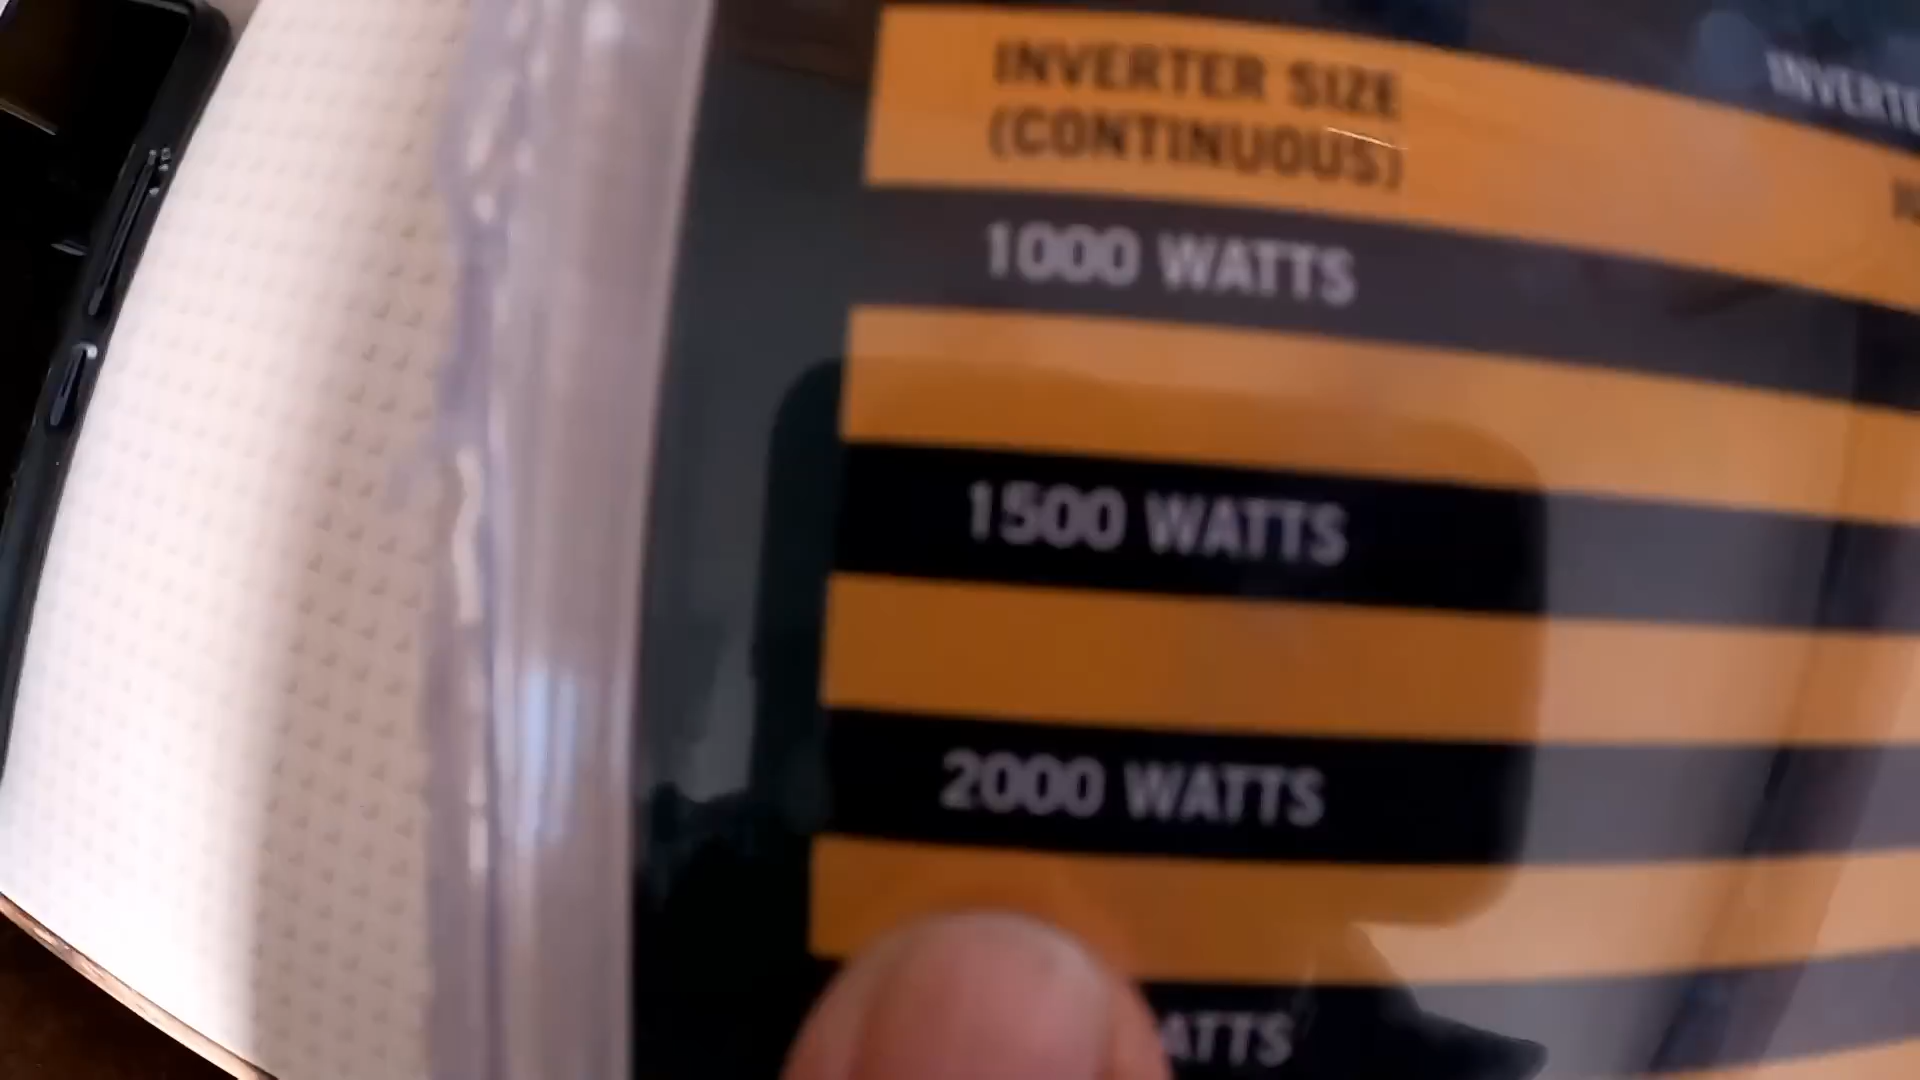 INVERTER SIZE
(CONTINUOUS)
1000 WATTS
1500 WATTS
2000 WATTS